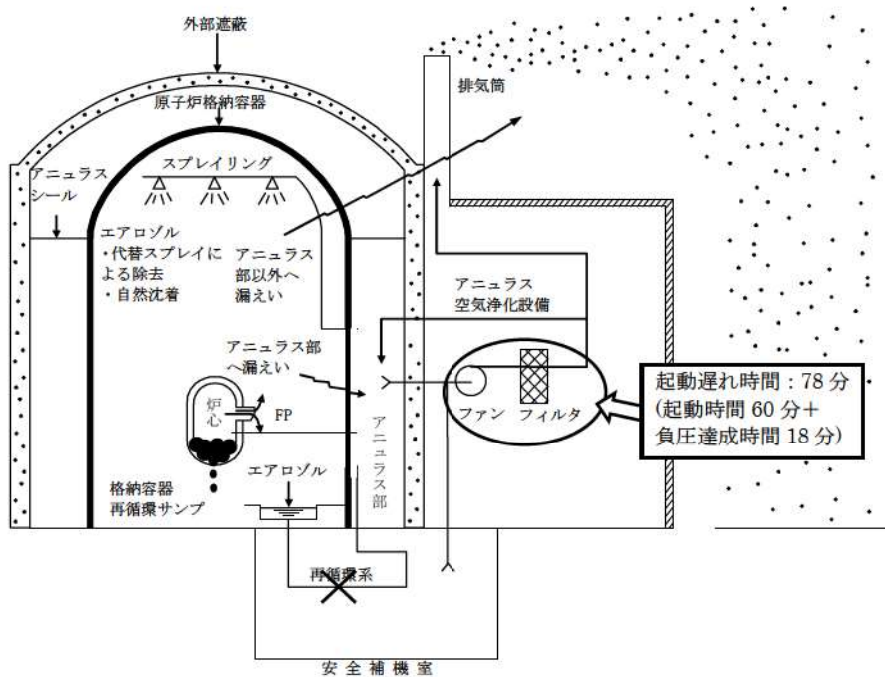 外部遮蔽
原子炉格納容器
排気筒
スプレイリング
アニュラス
シール
エアロゾル
・代替スプレイに
よる除去
・自然沈着
アニュラス
部以外へ
漏えい
アニュラス
空気浄化設備
アニュラス部
へ漏えい
炉心
FP
アニュラス部
ファン
フィルタ
起動遅れ時間：78 分
(起動時間 60 分＋
負圧達成時間 18 分)
エアロゾル
格納容器
再循環サンプ
再循環系
安全補機室